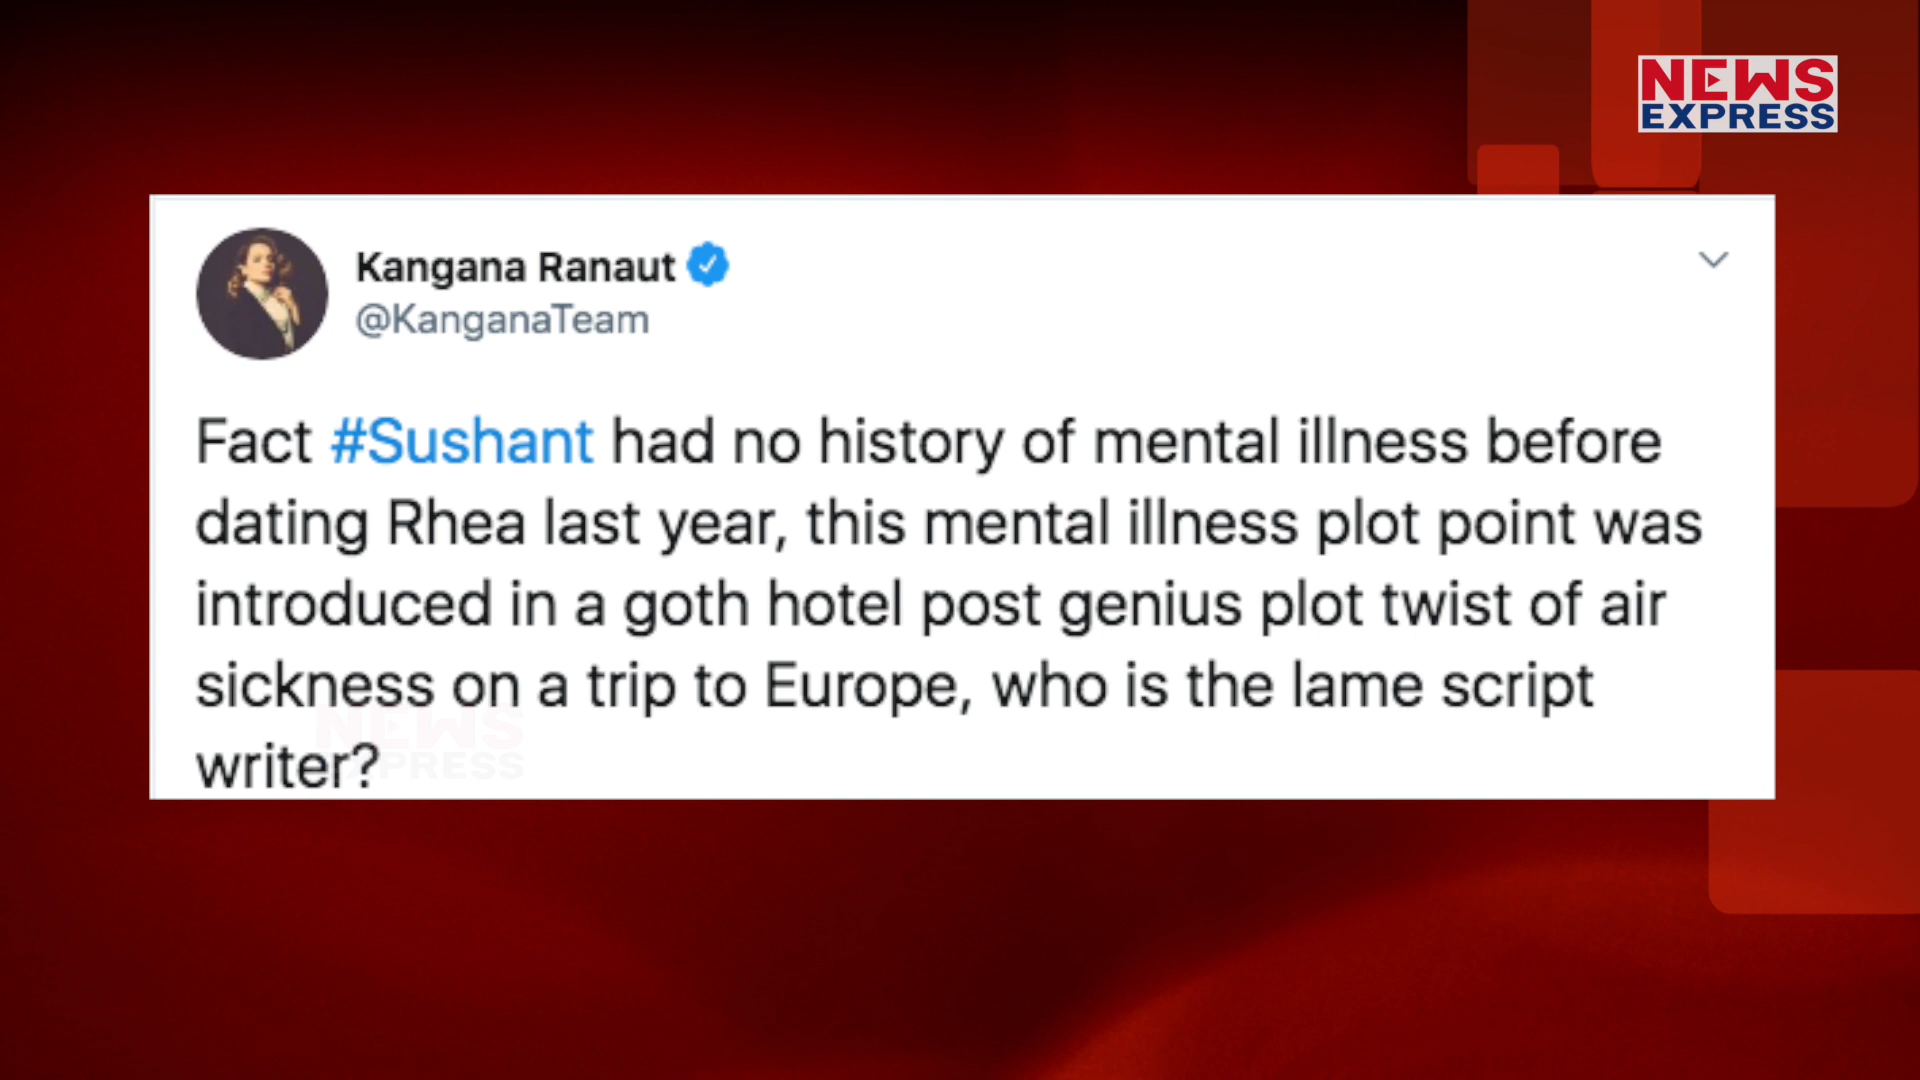 NEWS
EXPRESS
Kangana Ranaut
@KanganaTeam
Fact #Sushant had no history of mental illness before
dating Rhea last year, this mental illness plot point was
introduced in a goth hotel post genius plot twist of air
sickness on a trip to Europe, who is the lame script
writer?
NEWS
EXPRESS